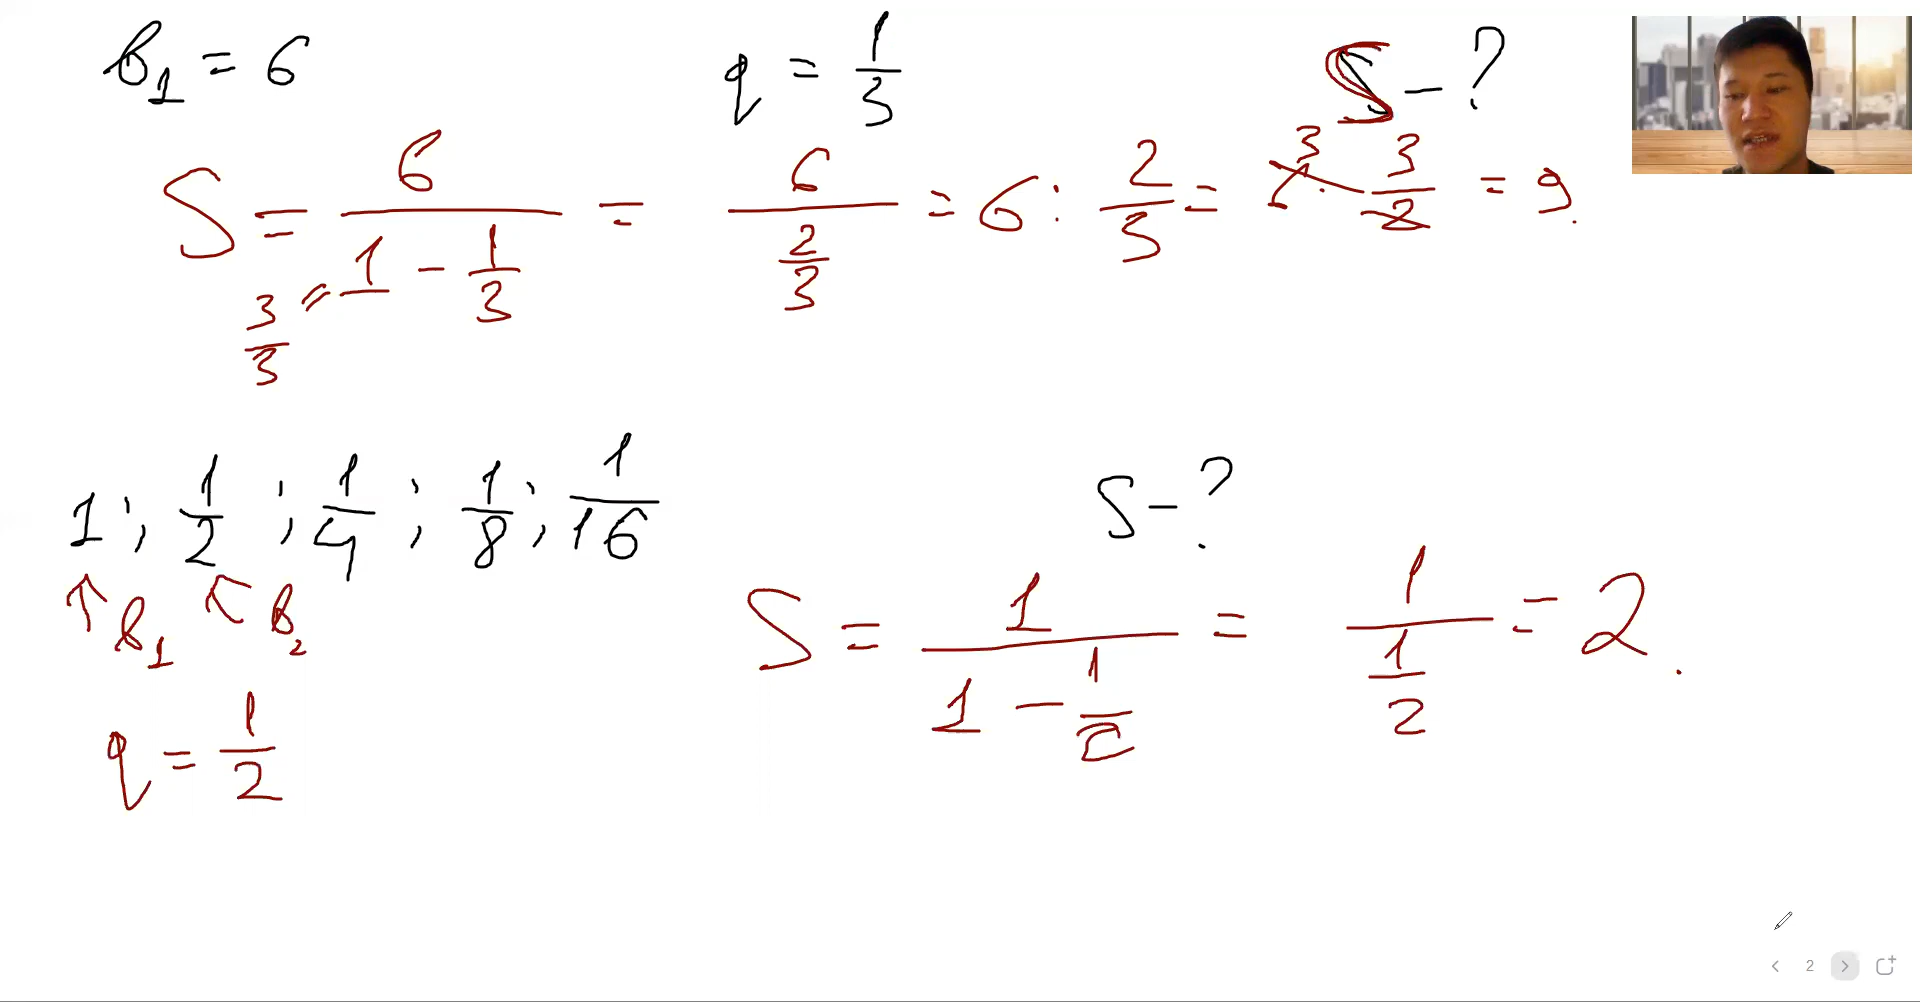 b₁ = 6 q = 1/3 S - ?
S = 6/(1 - 1/3) = 6/(2/3) = 6 : 2/3 = 6 · 3/2 = 9.
3/3 =
3
1; 1/2; 1/4; 1/8; 1/16 S - ?
b₁ b₂
S = 1/(1 - 1/2) = 1/(1/2) = 2.
q = 1/2
2